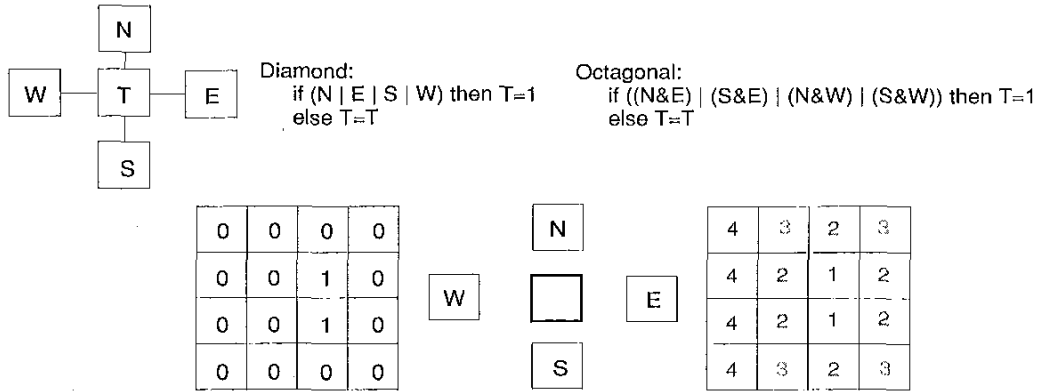 N
W T E
S
Diamond:
if (N | E | S | W) then T=1
else T=T
Octagonal:
if ((N&E) | (S&E) | (N&W) | (S&W)) then T=1
else T=T
0 0 0 0
0 0 1 0
0 0 1 0
0 0 0 0
N
W E
S
4 3 2 3
4 2 1 2
4 2 1 2
4 3 2 3